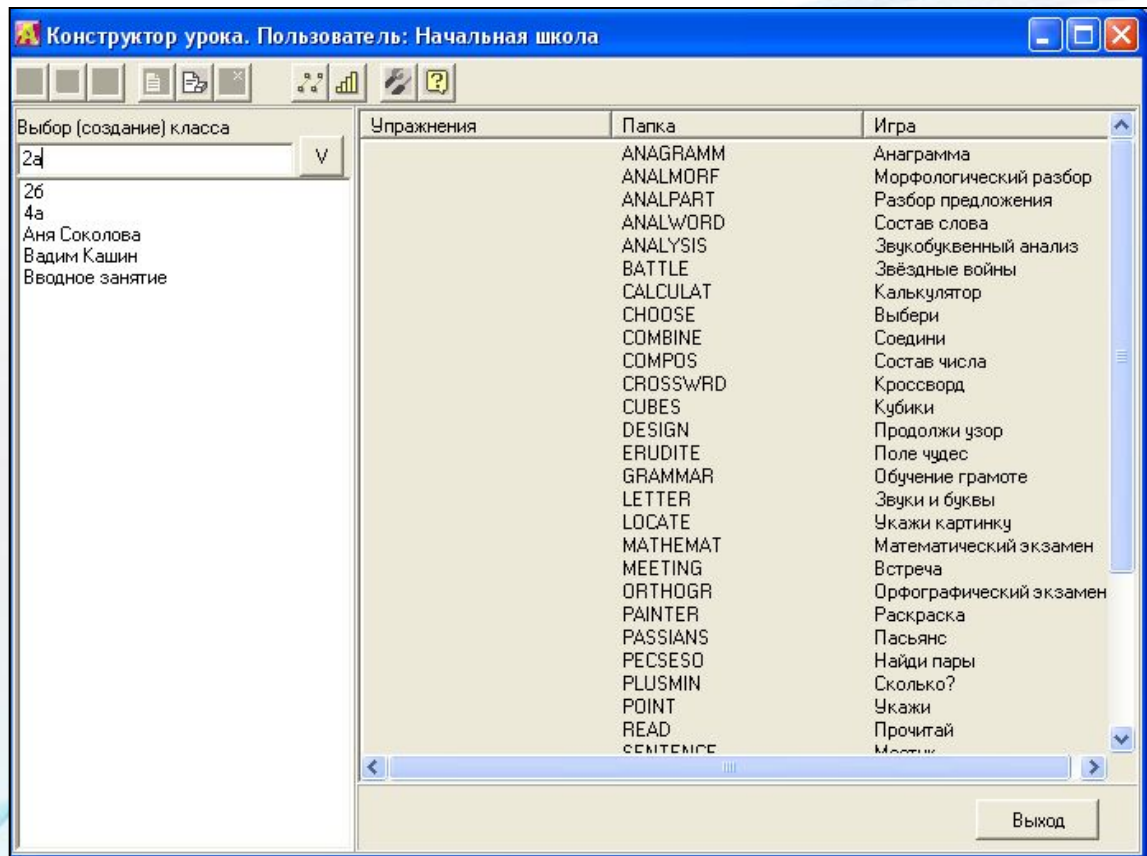 Конструктор урока. Пользователь: Начальная школа
Выбор (создание) класса
2а
V
2б
4а
Аня Соколова
Вадим Кашин
Вводное занятие
Упражнения Папка Игра
ANAGRAMM Анаграмма
ANALMORF Морфологический разбор
ANALPART Разбор предложения
ANALWORD Состав слова
ANALYSIS Звукобуквенный анализ
BATTLE Звёздные войны
CALCULAT Калькулятор
CHOOSE Выбери
COMBINE Соедини
COMPOS Состав числа
CROSSWRD Кроссворд
CUBES Кубики
DESIGN Продолжи узор
ERUDITE Поле чудес
GRAMMAR Обучение грамоте
LETTER Звуки и буквы
LOCATE Укажи картинку
MATHEMAT Математический экзамен
MEETING Встреча
ORTHOGR Орфографический экзамен
PAINTER Раскраска
PASSIANS Пасьянс
PECSESO Найди пары
PLUSMIN Сколько?
POINT Укажи
READ Прочитай
SENTENCE Мостик
Выход